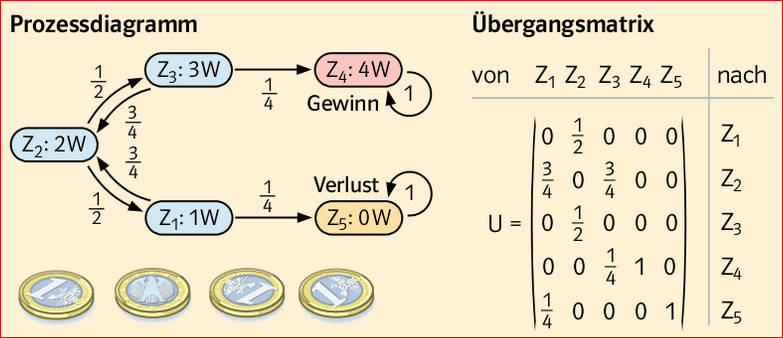 Prozessdiagramm
Z₃: 3W
Z₄: 4W
Gewinn
1
1/2
3/4
1/4
Z₂: 2W
3/4
1/2
1/4
Verlust
1
Z₁: 1W
Z₅: 0W
Übergangsmatrix
von Z₁ Z₂ Z₃ Z₄ Z₅ nach
0 1/2 0 0 0 Z₁
3/4 0 3/4 0 0 Z₂
U = 0 1/2 0 0 0 Z₃
0 0 1/4 1 0 Z₄
1/4 0 0 0 1 Z₅